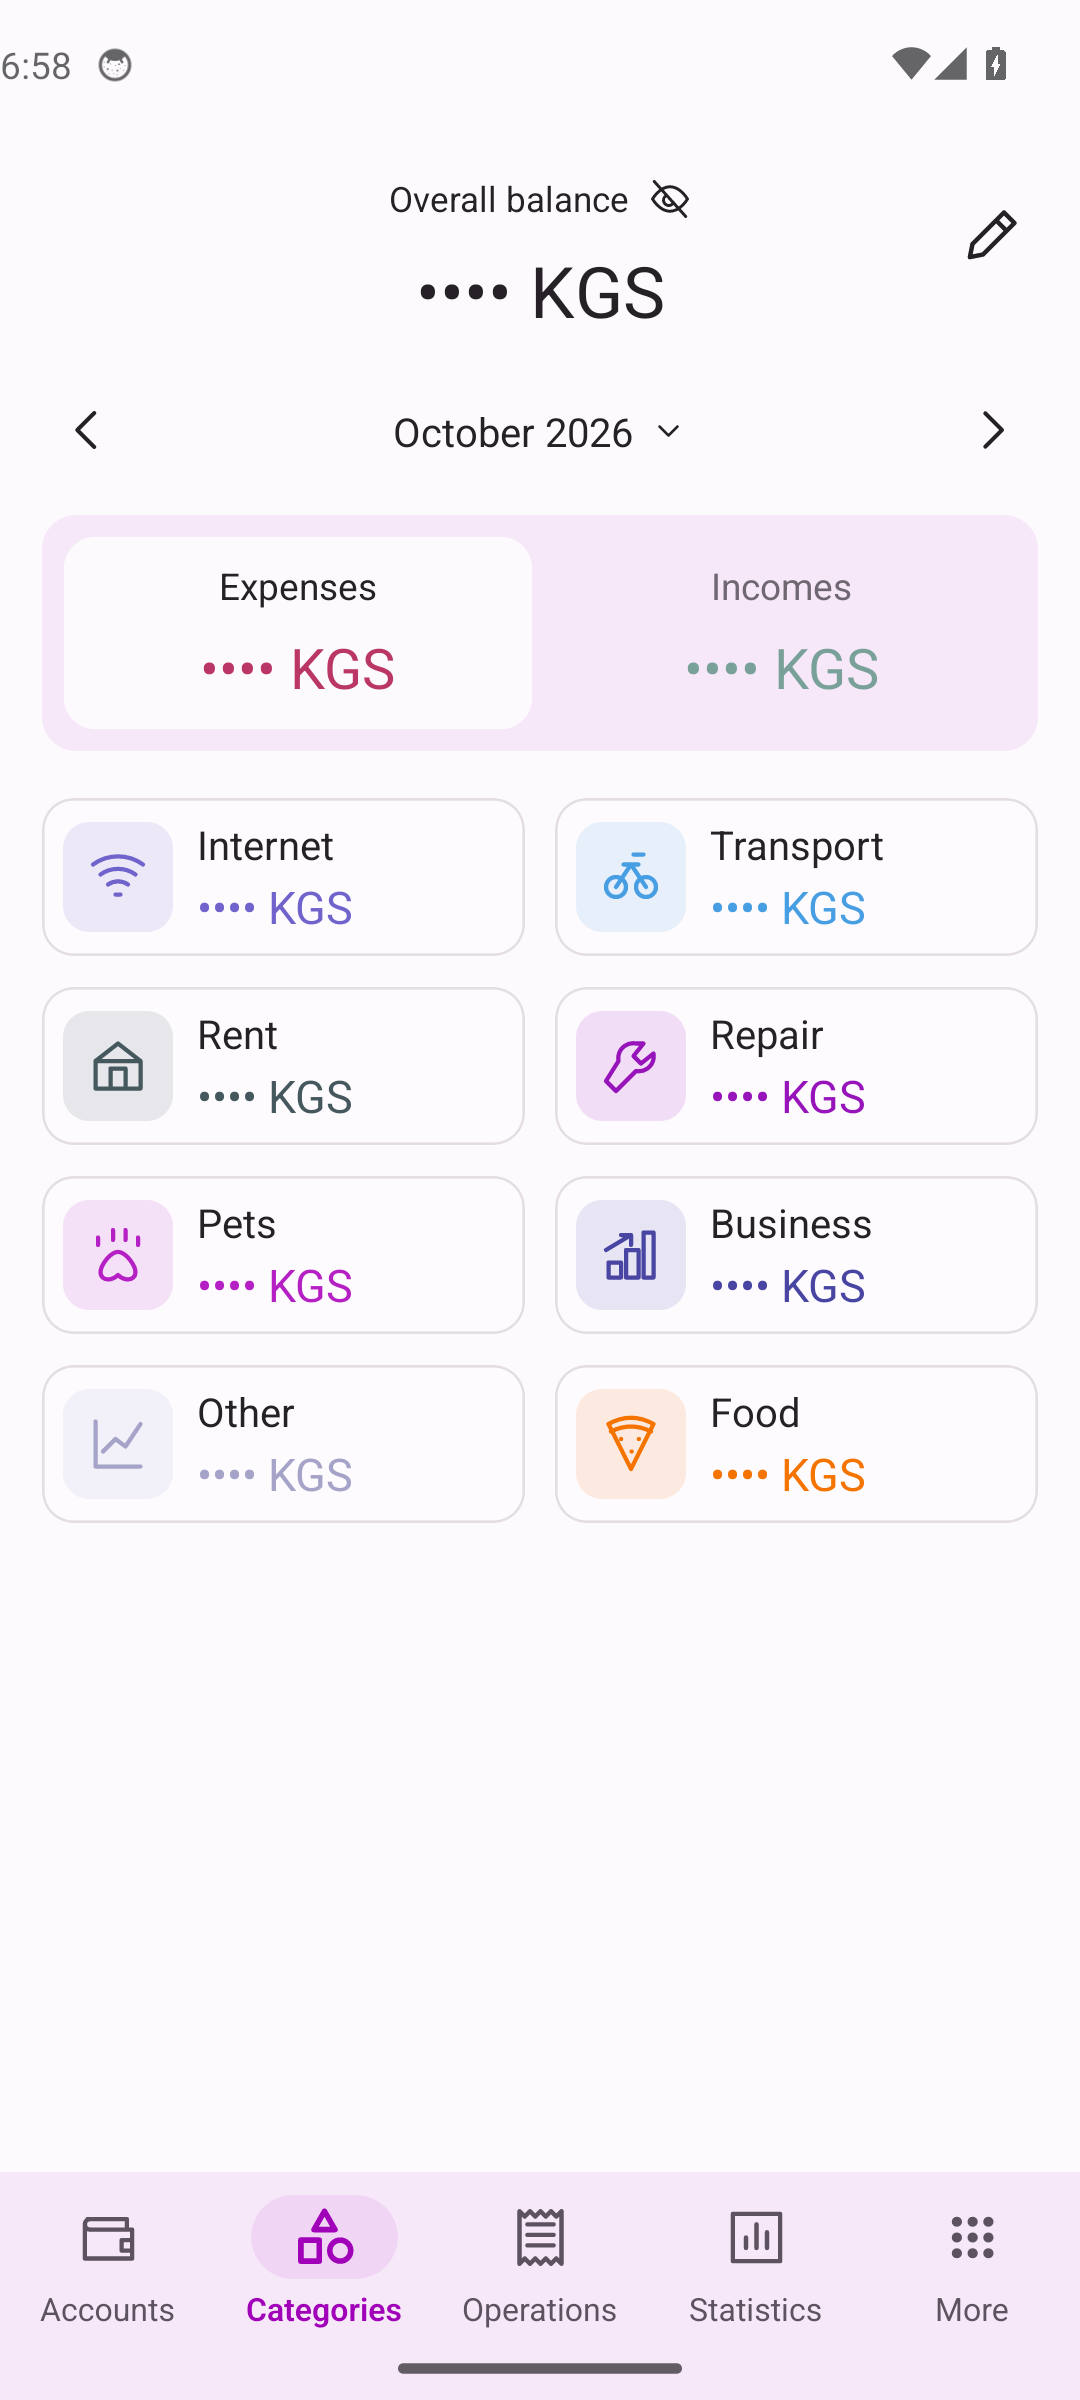 6:58
Overall balance
•••• KGS
October 2026
Expenses
•••• KGS
Incomes
•••• KGS
Internet
•••• KGS
Transport
•••• KGS
Rent
•••• KGS
Repair
•••• KGS
Pets
•••• KGS
Business
•••• KGS
Other
•••• KGS
Food
•••• KGS
Accounts
Categories
Operations
Statistics
More